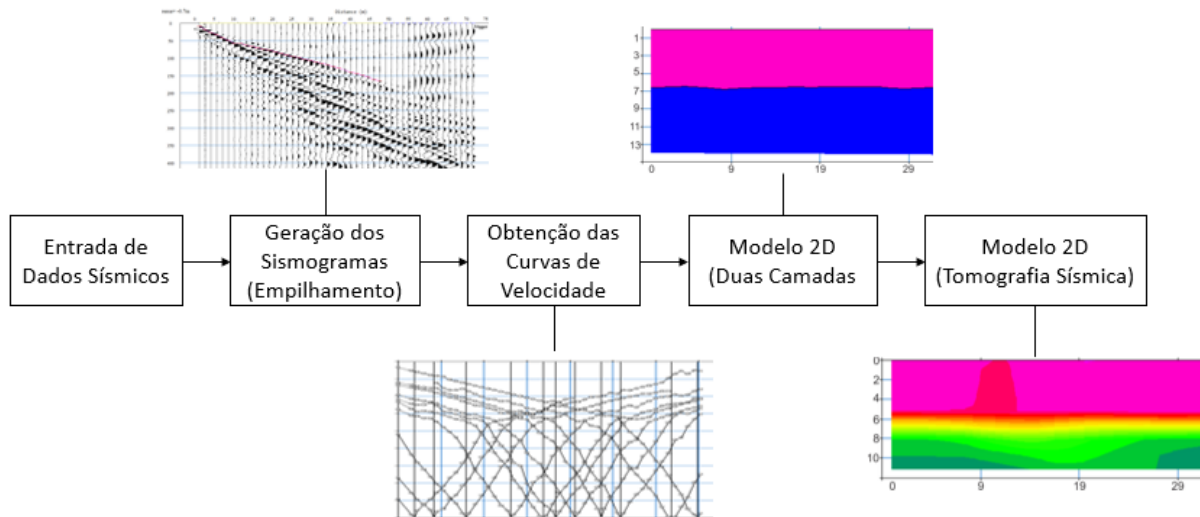 Distance (m)
Entrada de
Dados Sísmicos
Geração dos
Sismogramas
(Empilhamento)
Obtenção das
Curvas de
Velocidade
Modelo 2D
(Duas Camadas
Modelo 2D
(Tomografia Sísmica)
1
3
5
7
9
11
13
0 9 19 29
0
2
4
6
8
10
0 9 19 29